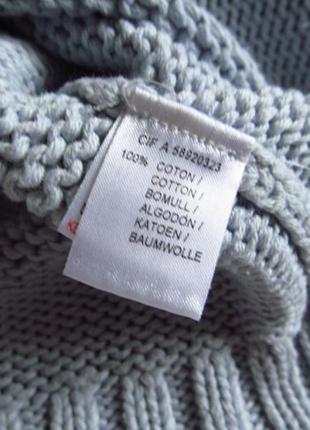 CIF A 58920323
100% COTON /
COTTON /
BOMULL /
ALGODÓN /
KATOEN /
BAUMWOLLE